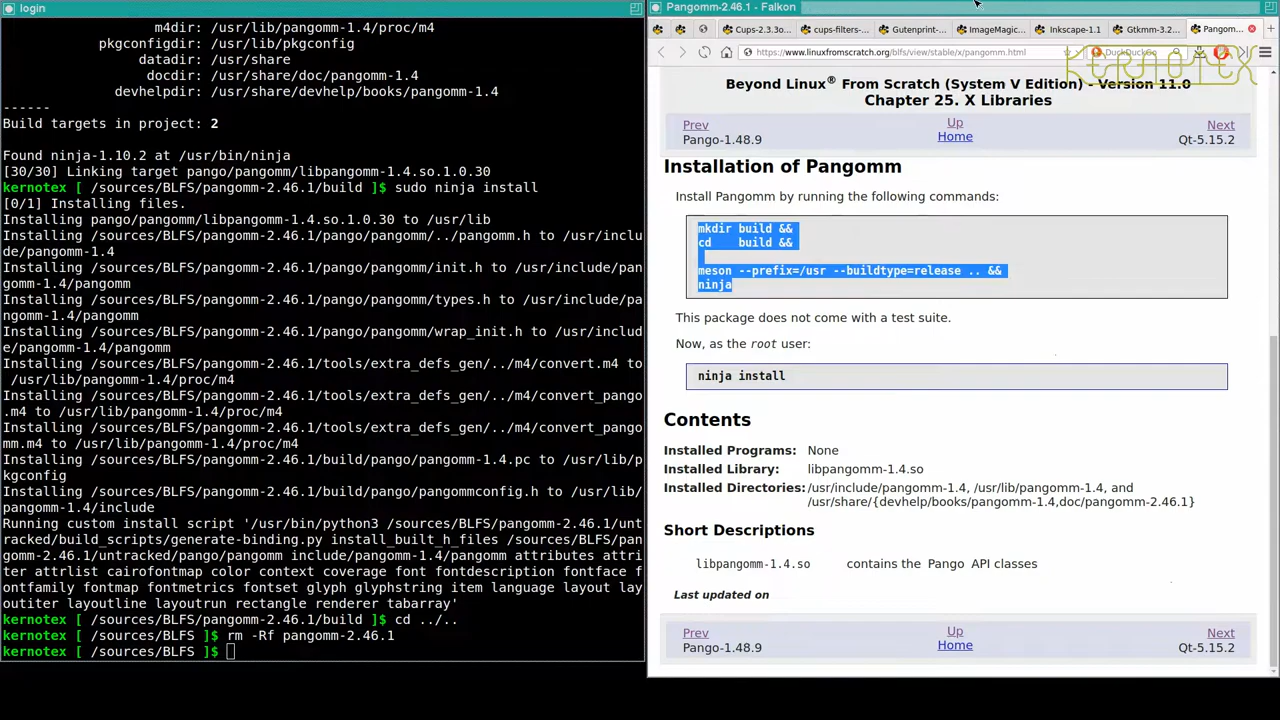 login
m4dir: /usr/lib/pangomm-1.4/proc/m4
pkgconfigdir: /usr/lib/pkgconfig
datadir: /usr/share
docdir: /usr/share/doc/pangomm-1.4
devhelpdir: /usr/share/devhelp/books/pangomm-1.4
------
Build targets in project: 2
Found ninja-1.10.2 at /usr/bin/ninja
[30/30] Linking target pango/pangomm/libpangomm-1.4.so.1.0.30
kernotex [ /sources/BLFS/pangomm-2.46.1/build ]$ sudo ninja install
[0/1] Installing files.
Installing pango/pangomm/libpangomm-1.4.so.1.0.30 to /usr/lib
Installing /sources/BLFS/pangomm-2.46.1/pango/pangomm/../pangomm.h to /usr/inclu
de/pangomm-1.4
Installing /sources/BLFS/pangomm-2.46.1/pango/pangomm/init.h to /usr/include/pan
gomm-1.4/pangomm
Installing /sources/BLFS/pangomm-2.46.1/pango/pangomm/types.h to /usr/include/pa
ngomm-1.4/pangomm
Installing /sources/BLFS/pangomm-2.46.1/pango/pangomm/wrap_init.h to /usr/includ
e/pangomm-1.4/pangomm
Installing /sources/BLFS/pangomm-2.46.1/tools/extra_defs_gen/../m4/convert.m4 to
/usr/lib/pangomm-1.4/proc/m4
Installing /sources/BLFS/pangomm-2.46.1/tools/extra_defs_gen/../m4/convert_pango
.m4 to /usr/lib/pangomm-1.4/proc/m4
Installing /sources/BLFS/pangomm-2.46.1/tools/extra_defs_gen/../m4/convert_pango
mm.m4 to /usr/lib/pangomm-1.4/proc/m4
Installing /sources/BLFS/pangomm-2.46.1/build/pango/pangomm-1.4.pc to /usr/lib/p
kgconfig
Installing /sources/BLFS/pangomm-2.46.1/build/pango/pangommconfig.h to /usr/lib/
pangomm-1.4/include
Running custom install script '/usr/bin/python3 /sources/BLFS/pangomm-2.46.1/unt
racked/build_scripts/generate-binding.py install_built_h_files /sources/BLFS/pan
gomm-2.46.1/untracked/pango/pangomm include/pangomm-1.4/pangomm attributes attri
ter attrlist cairofontmap color context coverage font fontdescription fontface f
ontfamily fontmap fontmetrics fontset glyph glyphstring item language layout lay
outiter layoutline layoutrun rectangle renderer tabarray'
kernotex [ /sources/BLFS/pangomm-2.46.1/build ]$ cd ../..
kernotex [ /sources/BLFS ]$ rm -Rf pangomm-2.46.1
kernotex [ /sources/BLFS ]$
Pangomm-2.46.1 - Falkon
Cups-2.3.3o... cups-filters-... Gutenprint-... ImageMagic... Inkscape-1.1 Gtkmm-3.2... Pangom...
https://www.linuxfromscratch.org/blfs/view/stable/x/pangomm.html DuckDuckGo
KERNOTEX
Beyond Linux® From Scratch (System V Edition) - Version 11.0
Chapter 25. X Libraries
Prev Up Next
Pango-1.48.9 Home Qt-5.15.2
Installation of Pangomm
Install Pangomm by running the following commands:
mkdir build &&
cd build &&
meson --prefix=/usr --buildtype=release .. &&
ninja
This package does not come with a test suite.
Now, as the root user:
ninja install
Contents
Installed Programs: None
Installed Library: libpangomm-1.4.so
Installed Directories: /usr/include/pangomm-1.4, /usr/lib/pangomm-1.4, and
/usr/share/{devhelp/books/pangomm-1.4,doc/pangomm-2.46.1}
Short Descriptions
libpangomm-1.4.so contains the Pango API classes
Last updated on
Prev Up Next
Pango-1.48.9 Home Qt-5.15.2